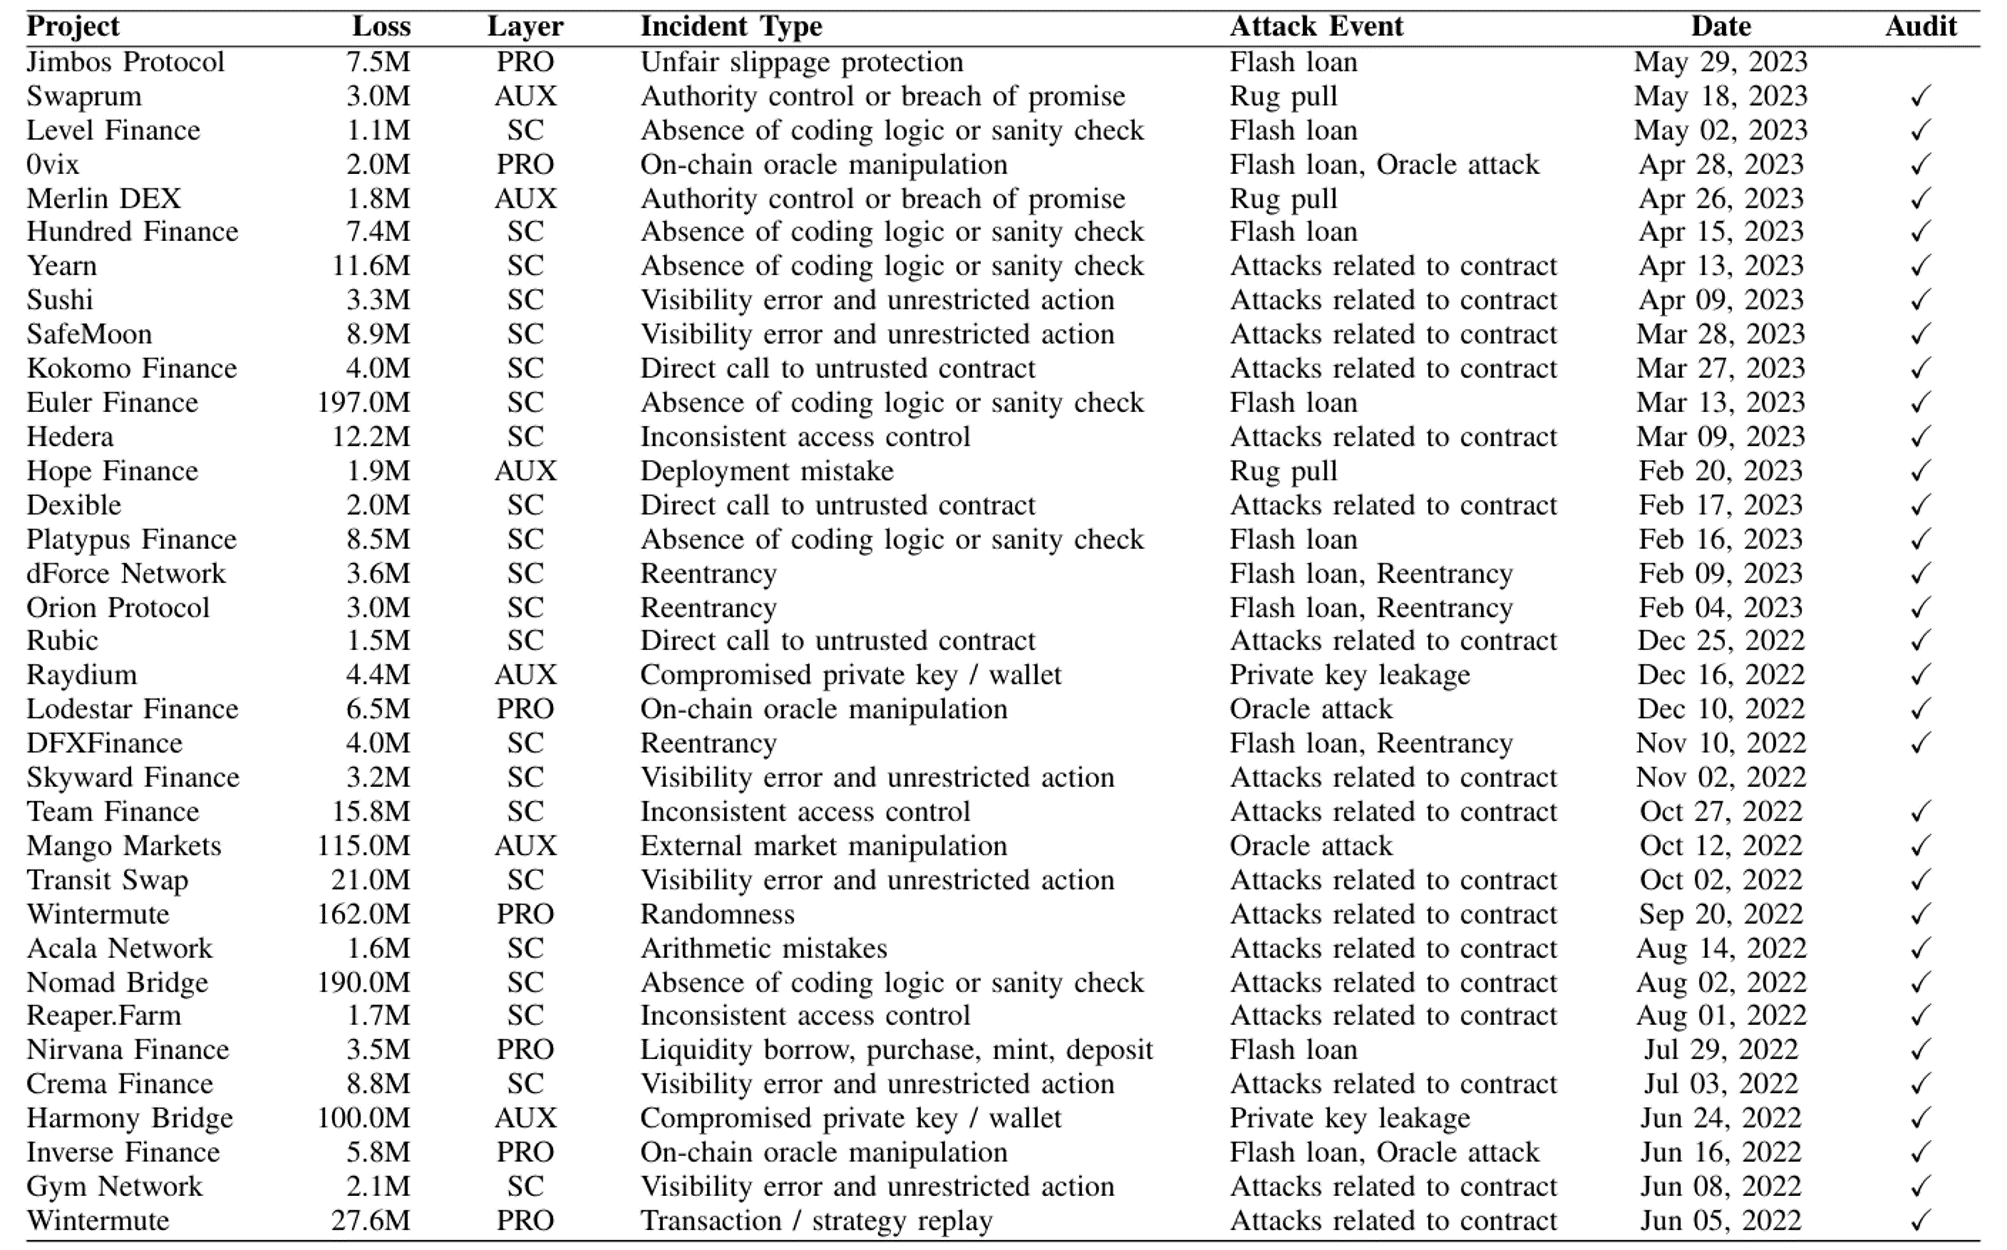 Project Loss Layer Incident Type Attack Event Date Audit
Jimbos Protocol 7.5M PRO Unfair slippage protection Flash loan May 29, 2023
Swaprum 3.0M AUX Authority control or breach of promise Rug pull May 18, 2023 ✓
Level Finance 1.1M SC Absence of coding logic or sanity check Flash loan May 02, 2023 ✓
0vix 2.0M PRO On-chain oracle manipulation Flash loan, Oracle attack Apr 28, 2023 ✓
Merlin DEX 1.8M AUX Authority control or breach of promise Rug pull Apr 26, 2023 ✓
Hundred Finance 7.4M SC Absence of coding logic or sanity check Flash loan Apr 15, 2023 ✓
Yearn 11.6M SC Absence of coding logic or sanity check Attacks related to contract Apr 13, 2023 ✓
Sushi 3.3M SC Visibility error and unrestricted action Attacks related to contract Apr 09, 2023 ✓
SafeMoon 8.9M SC Visibility error and unrestricted action Attacks related to contract Mar 28, 2023 ✓
Kokomo Finance 4.0M SC Direct call to untrusted contract Attacks related to contract Mar 27, 2023 ✓
Euler Finance 197.0M SC Absence of coding logic or sanity check Flash loan Mar 13, 2023 ✓
Hedera 12.2M SC Inconsistent access control Attacks related to contract Mar 09, 2023 ✓
Hope Finance 1.9M AUX Deployment mistake Rug pull Feb 20, 2023 ✓
Dexible 2.0M SC Direct call to untrusted contract Attacks related to contract Feb 17, 2023 ✓
Platypus Finance 8.5M SC Absence of coding logic or sanity check Flash loan Feb 16, 2023 ✓
dForce Network 3.6M SC Reentrancy Flash loan, Reentrancy Feb 09, 2023 ✓
Orion Protocol 3.0M SC Reentrancy Flash loan, Reentrancy Feb 04, 2023 ✓
Rubic 1.5M SC Direct call to untrusted contract Attacks related to contract Dec 25, 2022 ✓
Raydium 4.4M AUX Compromised private key / wallet Private key leakage Dec 16, 2022 ✓
Lodestar Finance 6.5M PRO On-chain oracle manipulation Oracle attack Dec 10, 2022 ✓
DFXFinance 4.0M SC Reentrancy Flash loan, Reentrancy Nov 10, 2022 ✓
Skyward Finance 3.2M SC Visibility error and unrestricted action Attacks related to contract Nov 02, 2022
Team Finance 15.8M SC Inconsistent access control Attacks related to contract Oct 27, 2022 ✓
Mango Markets 115.0M AUX External market manipulation Oracle attack Oct 12, 2022 ✓
Transit Swap 21.0M SC Visibility error and unrestricted action Attacks related to contract Oct 02, 2022 ✓
Wintermute 162.0M PRO Randomness Attacks related to contract Sep 20, 2022 ✓
Acala Network 1.6M SC Arithmetic mistakes Attacks related to contract Aug 14, 2022 ✓
Nomad Bridge 190.0M SC Absence of coding logic or sanity check Attacks related to contract Aug 02, 2022 ✓
Reaper.Farm 1.7M SC Inconsistent access control Attacks related to contract Aug 01, 2022 ✓
Nirvana Finance 3.5M PRO Liquidity borrow, purchase, mint, deposit Flash loan Jul 29, 2022 ✓
Crema Finance 8.8M SC Visibility error and unrestricted action Attacks related to contract Jul 03, 2022 ✓
Harmony Bridge 100.0M AUX Compromised private key / wallet Private key leakage Jun 24, 2022 ✓
Inverse Finance 5.8M PRO On-chain oracle manipulation Flash loan, Oracle attack Jun 16, 2022 ✓
Gym Network 2.1M SC Visibility error and unrestricted action Attacks related to contract Jun 08, 2022 ✓
Wintermute 27.6M PRO Transaction / strategy replay Attacks related to contract Jun 05, 2022 ✓